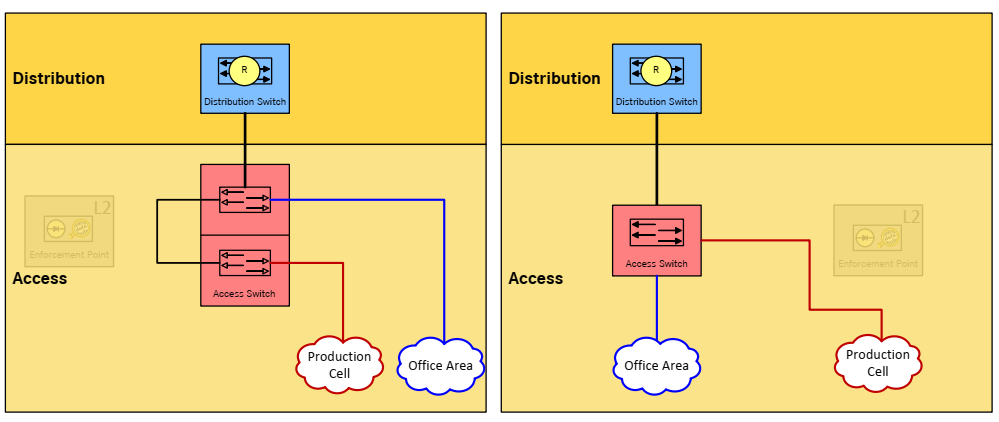 Distribution
R
Distribution Switch
L2
Enforcement Point
Access
Access Switch
Production
Cell
Office Area
Distribution
R
Distribution Switch
Access Switch
L2
Enforcement Point
Access
Office Area
Production
Cell